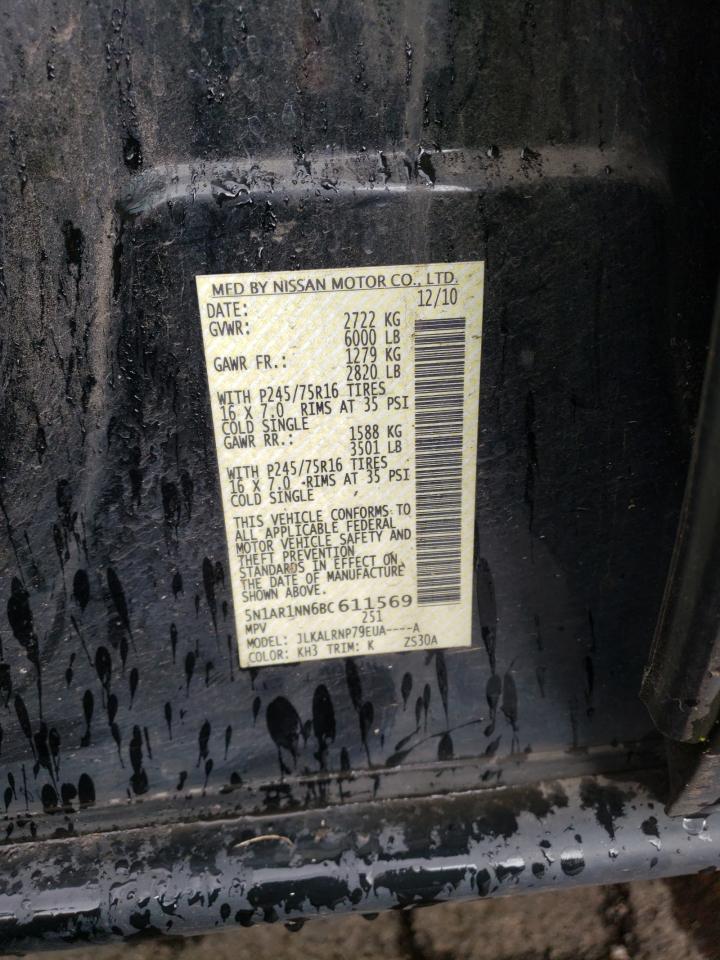 MFD BY NISSAN MOTOR CO., LTD.
DATE: 12/10
GVWR: 2722 KG
6000 LB
GAWR FR.: 1279 KG
2820 LB
WITH P245/75R16 TIRES
16 X 7.0 RIMS AT 35 PSI
COLD SINGLE
GAWR RR.: 1588 KG
3501 LB
WITH P245/75R16 TIRES
16 X 7.0 RIMS AT 35 PSI
COLD SINGLE
THIS VEHICLE CONFORMS TO
ALL APPLICABLE FEDERAL
MOTOR VEHICLE SAFETY AND
THEFT PREVENTION
STANDARDS IN EFFECT ON
THE DATE OF MANUFACTURE
SHOWN ABOVE.
5N1AR1NN6BC611569
MPV 251
MODEL: JLKALRNP79EUA----A
COLOR: KH3 TRIM: K ZS30A